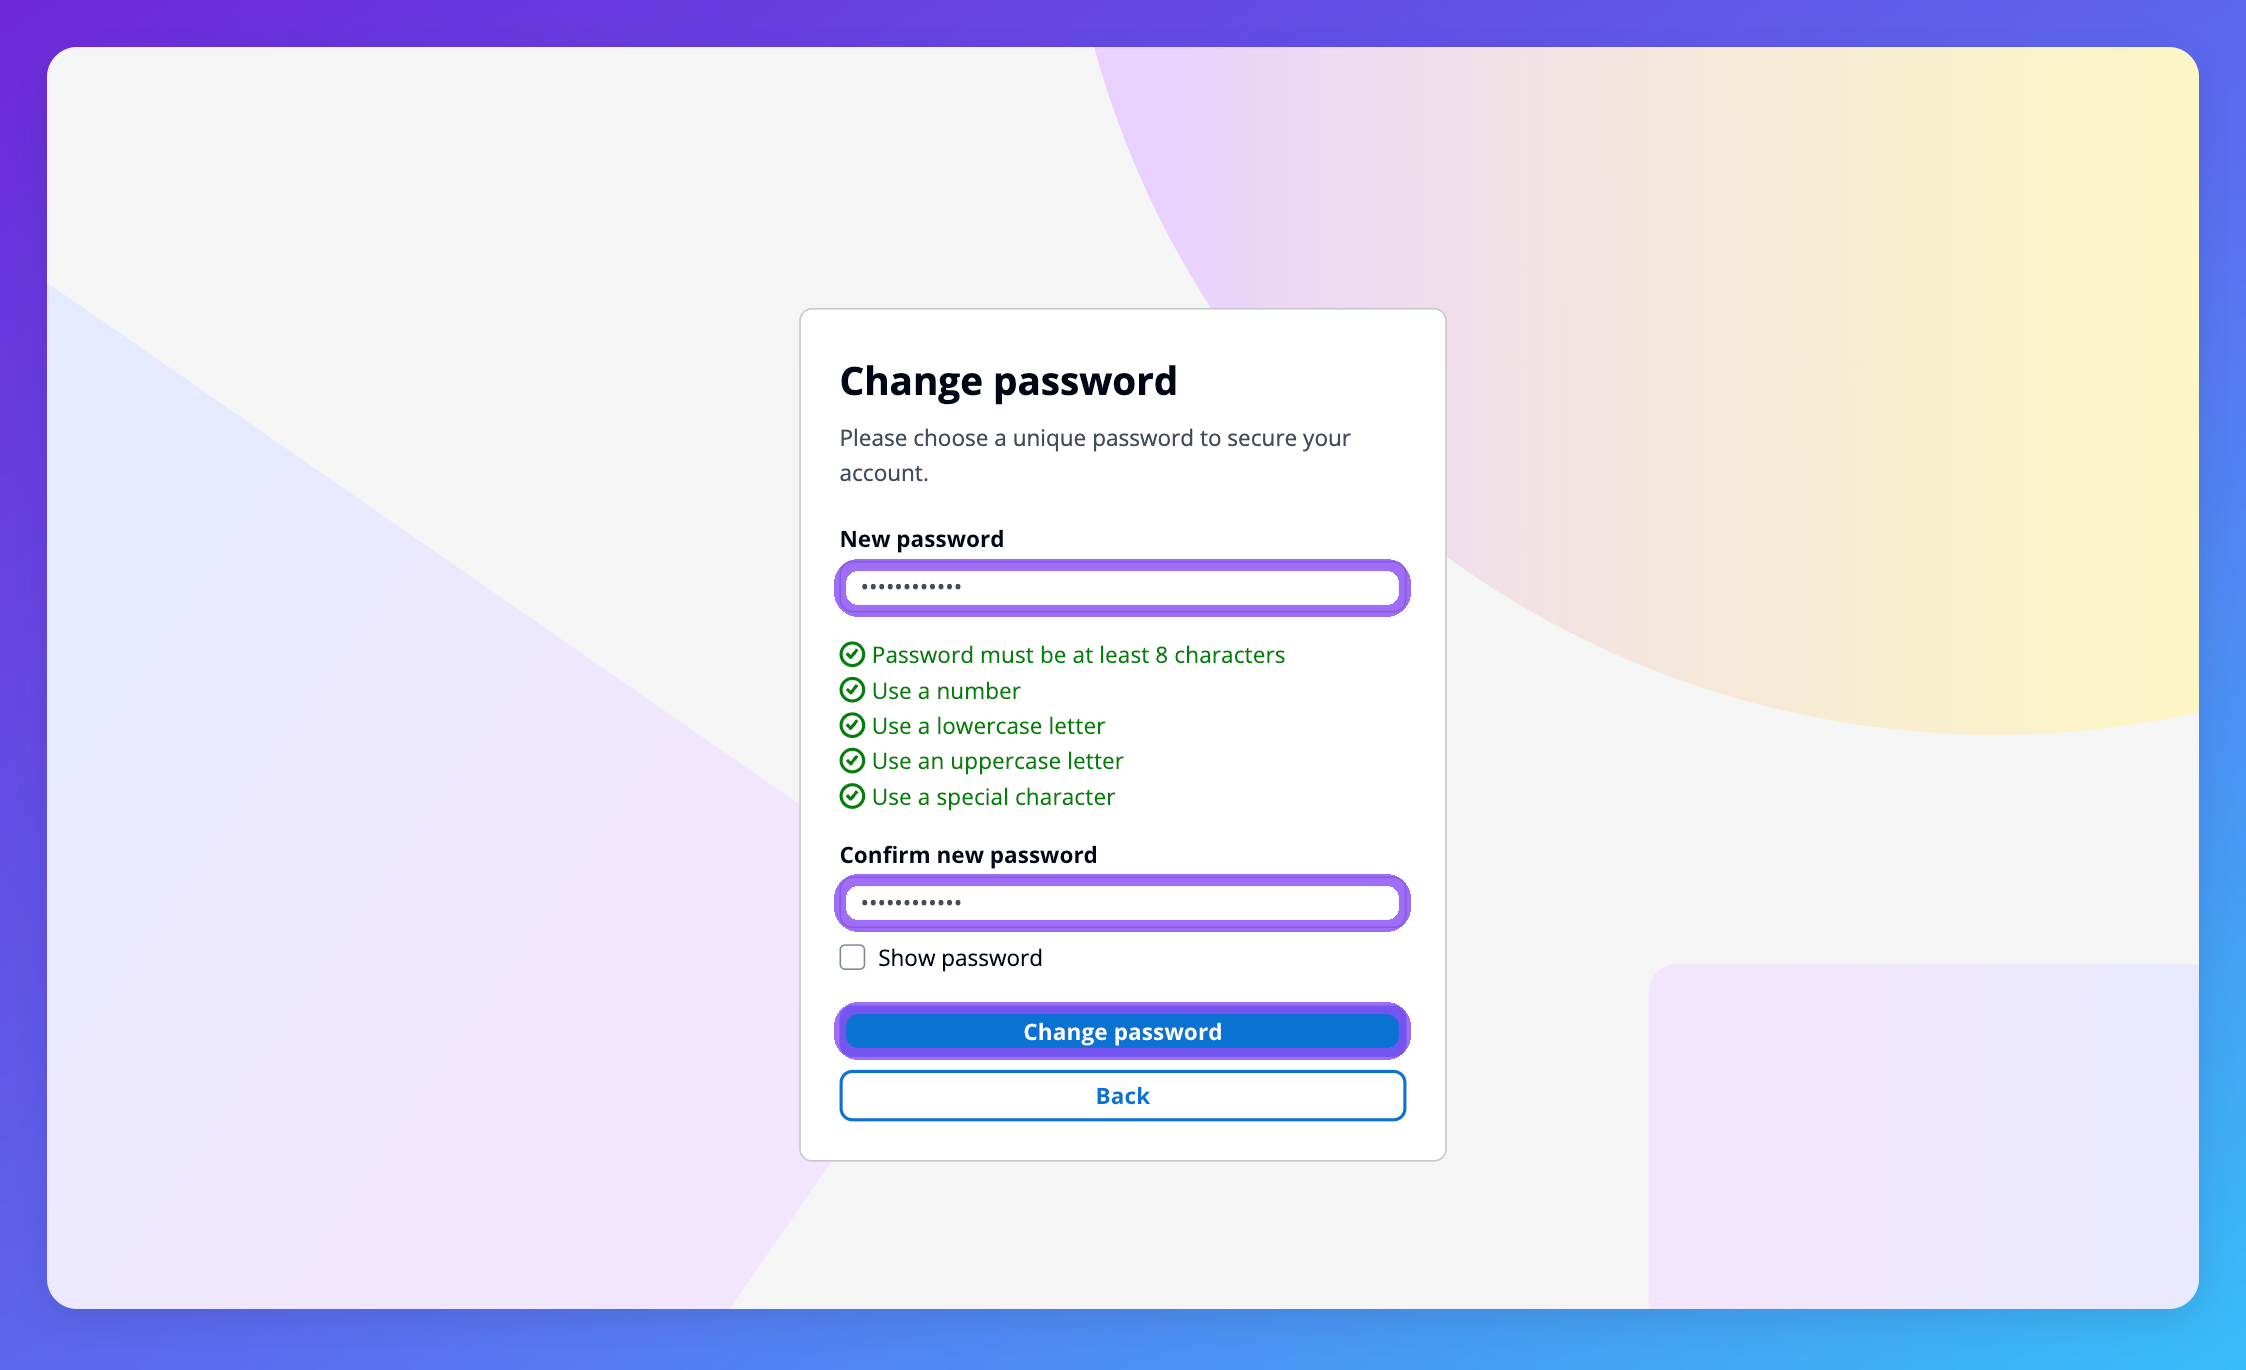 Change password
Please choose a unique password to secure your
account.
New password
••••••••••••
Password must be at least 8 characters
Use a number
Use a lowercase letter
Use an uppercase letter
Use a special character
Confirm new password
••••••••••••
Show password
Change password
Back